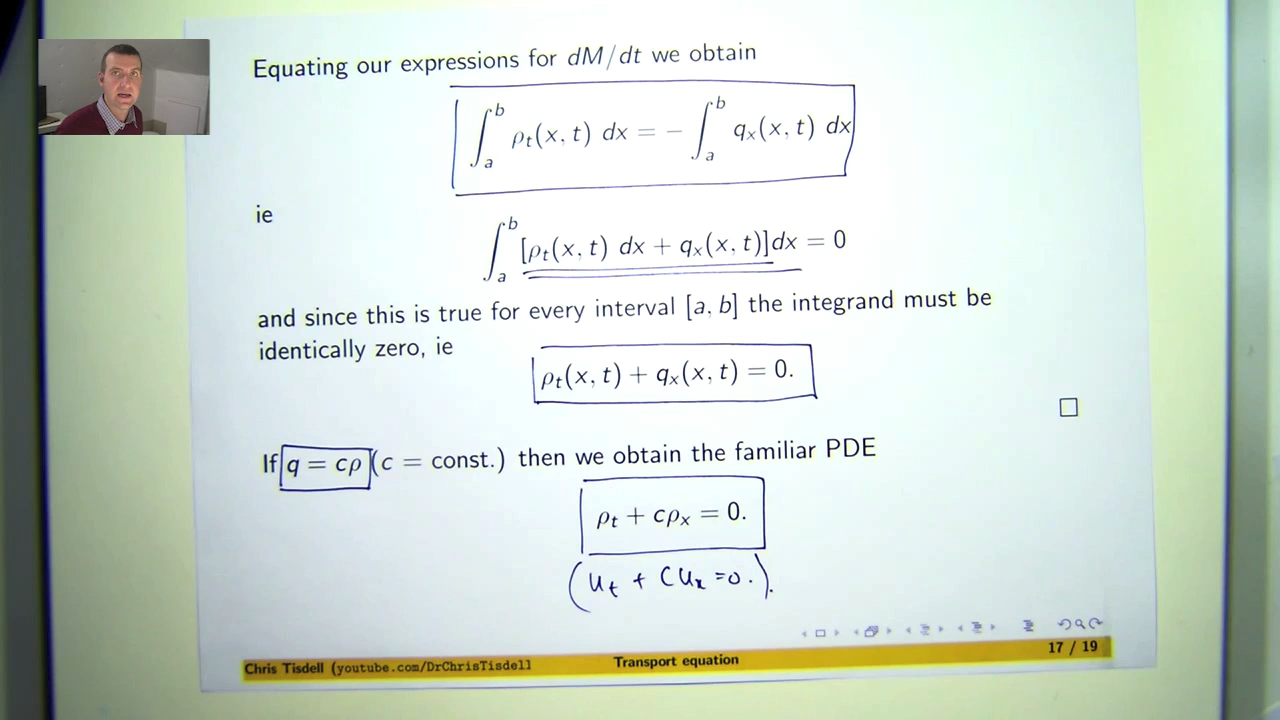 Equating our expressions for dM/dt we obtain
∫_a^b ρ_t(x, t) dx = − ∫_a^b q_x(x, t) dx
ie
∫_a^b [ρ_t(x, t) dx + q_x(x, t)]dx = 0
and since this is true for every interval [a, b] the integrand must be
identically zero, ie
ρ_t(x, t) + q_x(x, t) = 0.
If q = cρ (c = const.) then we obtain the familiar PDE
ρ_t + cρ_x = 0.
(u_t + cu_x = 0.).
17 / 19
Chris Tisdell (youtube.com/DrChrisTisdell
Transport equation